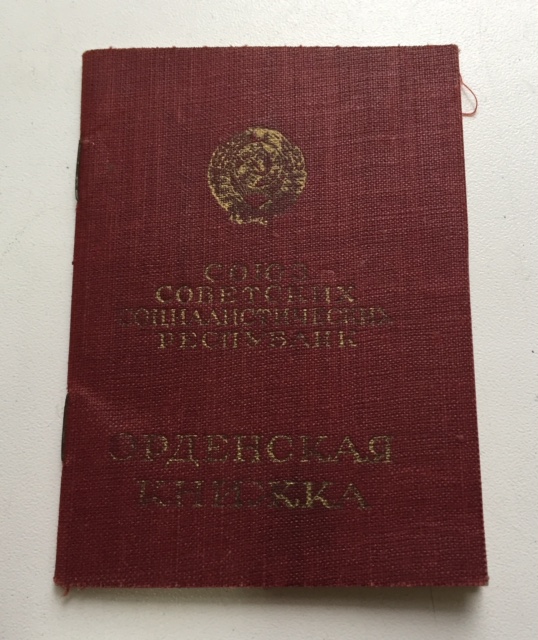 СОЮЗ
СОВЕТСКИХ
СОЦИАЛИСТИЧЕСКИХ
РЕСПУБЛИК
ОРДЕНСКАЯ
КНИЖКА